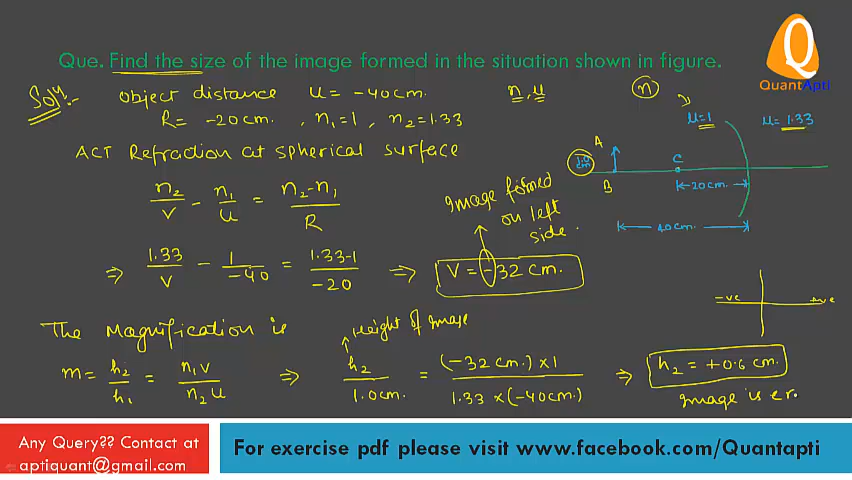 Que. Find the size of the image formed in the situation shown in figure.
QuantApti
Soln:- object distance u = -40cm.
R = -20cm. , n₁=1 , n₂=1.33
n, μ
n
μ=1
μ= 1.33
A
1.0 cm
B
C
20cm.
40cm.
ACT Refraction at spherical surface
n₂/v - n₁/u = (n₂-n₁)/R
Image formed
on left
side.
⇒ 1.33/v - 1/-40 = (1.33-1)/-20 ⇒ V = -32 cm.
-ve +ve
The Magnification is
Height of Image
m = h₂/h₁ = n₁v/n₂u ⇒ h₂/1.0cm. = (-32 cm.)×1/1.33×(-40cm.) ⇒ h₂ = +0.6 cm.
Image is er
Any Query?? Contact at
aptiquant@gmail.com
For exercise pdf please visit www.facebook.com/Quantapti